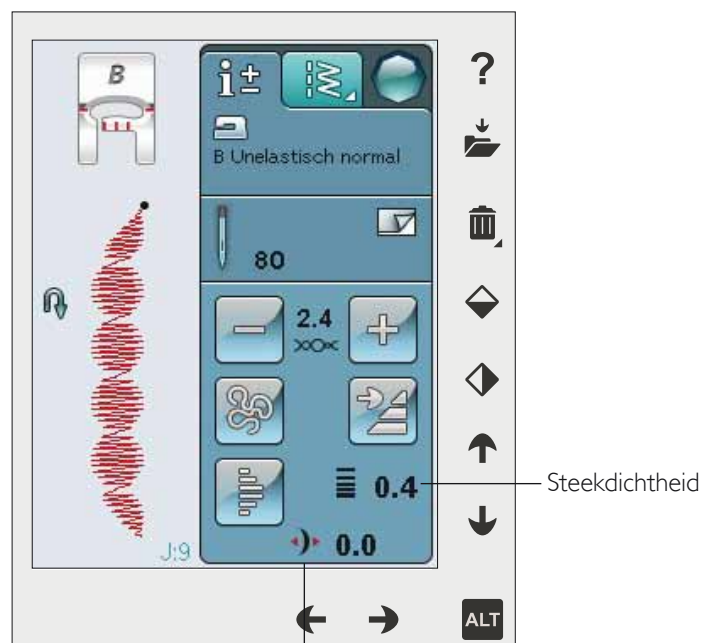 B
i±
?
B Unelastisch normal
80
2.4
0.4
Steekdichtheid
0.0
J:9
ALT